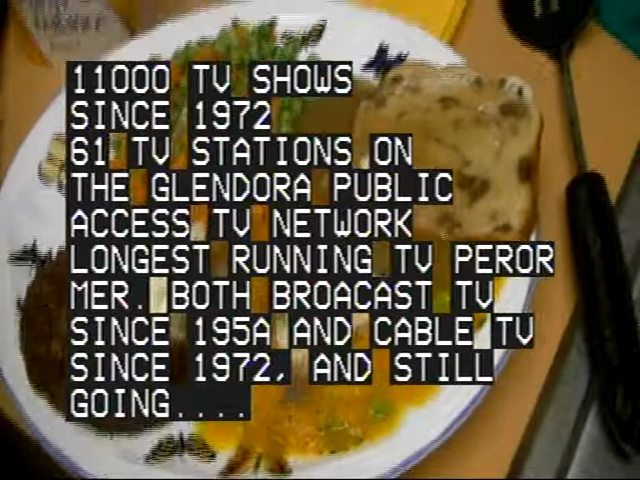 11000 TV SHOWS
SINCE 1972
61 TV STATIONS ON
THE GLENDORA PUBLIC
ACCESS TV NETWORK
LONGEST RUNNING TV PEROR
MER. BOTH BROACAST TV
SINCE 195A AND CABLE TV
SINCE 1972, AND STILL
GOING....